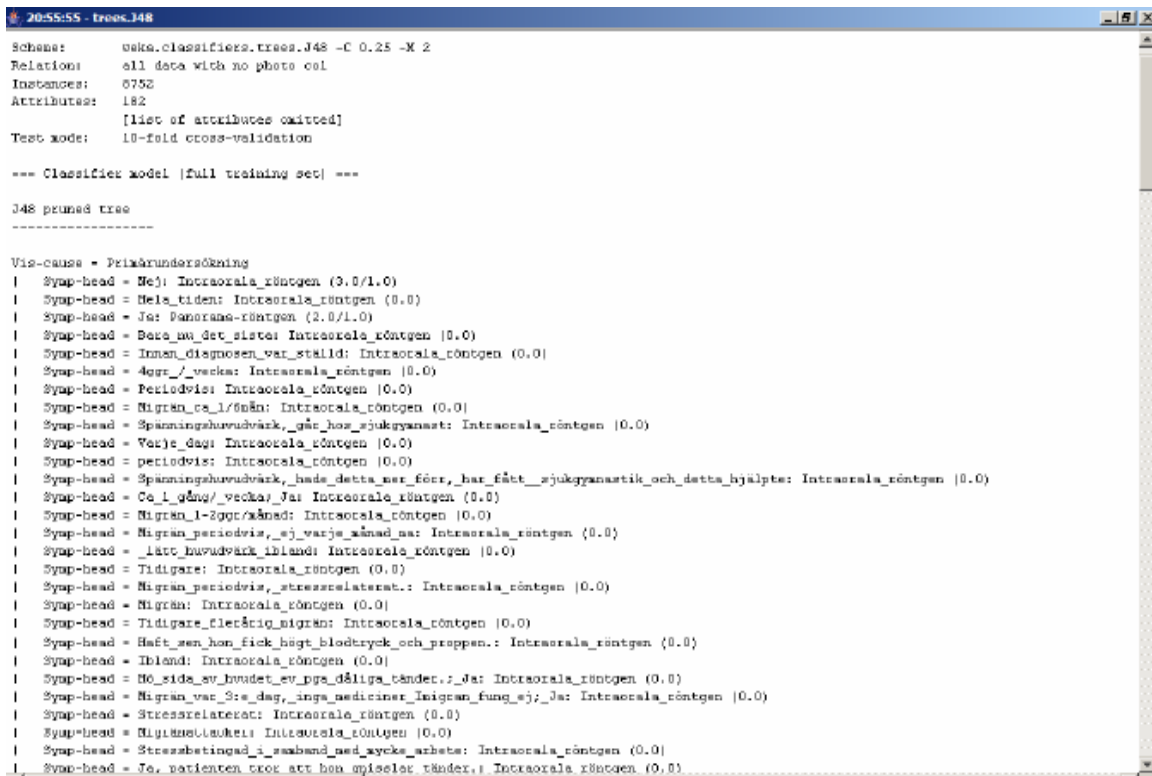 20:55:55 - trees.J48
Scheme: weka.classifiers.trees.J48 -C 0.25 -M 2
Relation: all data with no photo col
Instances: 8752
Attributes: 182
[list of attributes omitted]
Test mode: 10-fold cross-validation
=== Classifier model (full training set) ===
J48 pruned tree
------------------
Vis-cause = Primärundersökning
| Symp-head = Nej: Intraorala_röntgen (3.0/1.0)
| Symp-head = Hela_tiden: Intraorala_röntgen (0.0)
| Symp-head = Ja: Panorama-röntgen (2.0/1.0)
| Symp-head = Bara_nu_det_sista: Intraorala_röntgen (0.0)
| Symp-head = Innan_diagnosen_var_ställd: Intraorala_röntgen (0.0)
| Symp-head = 4ggr_/_vecka: Intraorala_röntgen (0.0)
| Symp-head = Periodvis: Intraorala_röntgen (0.0)
| Symp-head = Migrän_ca_1/6mån: Intraorala_röntgen (0.0)
| Symp-head = Spänningshuvudvärk,_går_hos_sjukgymnast: Intraorala_röntgen (0.0)
| Symp-head = Varje_dag: Intraorala_röntgen (0.0)
| Symp-head = periodvis: Intraorala_röntgen (0.0)
| Symp-head = Spänningshuvudvärk,_hade_detta_mer_förr,_har_fått__sjukgymnastik_och_detta_hjälpte: Intraorala_röntgen (0.0)
| Symp-head = Ca_1_gång/_vecka;_Ja: Intraorala_röntgen (0.0)
| Symp-head = Migrän_1-2ggr/månad: Intraorala_röntgen (0.0)
| Symp-head = Migrän_periodvis,_ej_varje_månad_ma: Intraorala_röntgen (0.0)
| Symp-head = _lätt_huvudvärk_ibland: Intraorala_röntgen (0.0)
| Symp-head = Tidigare: Intraorala_röntgen (0.0)
| Symp-head = Migrän_periodvis,_stressrelaterat.: Intraorala_röntgen (0.0)
| Symp-head = Migrän: Intraorala_röntgen (0.0)
| Symp-head = Tidigare_flerårig_migrän: Intraorala_röntgen (0.0)
| Symp-head = Haft_sen_hon_fick_högt_blodtryck_och_proppen.: Intraorala_röntgen (0.0)
| Symp-head = Ibland: Intraorala_röntgen (0.0)
| Symp-head = Hö_sida_av_hvudet_ev_pga_dåliga_tänder.;_Ja: Intraorala_röntgen (0.0)
| Symp-head = Migrän_var_3:e_dag,_inga_mediciner_Imigran_fung_ej;_Ja: Intraorala_röntgen (0.0)
| Symp-head = Stressrelaterat: Intraorala_röntgen (0.0)
| Symp-head = Migränattacker: Intraorala_röntgen (0.0)
| Symp-head = Stressbetingad_i_samband_med_mycke_arbete: Intraorala_röntgen (0.0)
| Symp-head = Ja,_patienten_tror_att_hon_gnisslar_tänder.: Intraorala_röntgen (0.0)